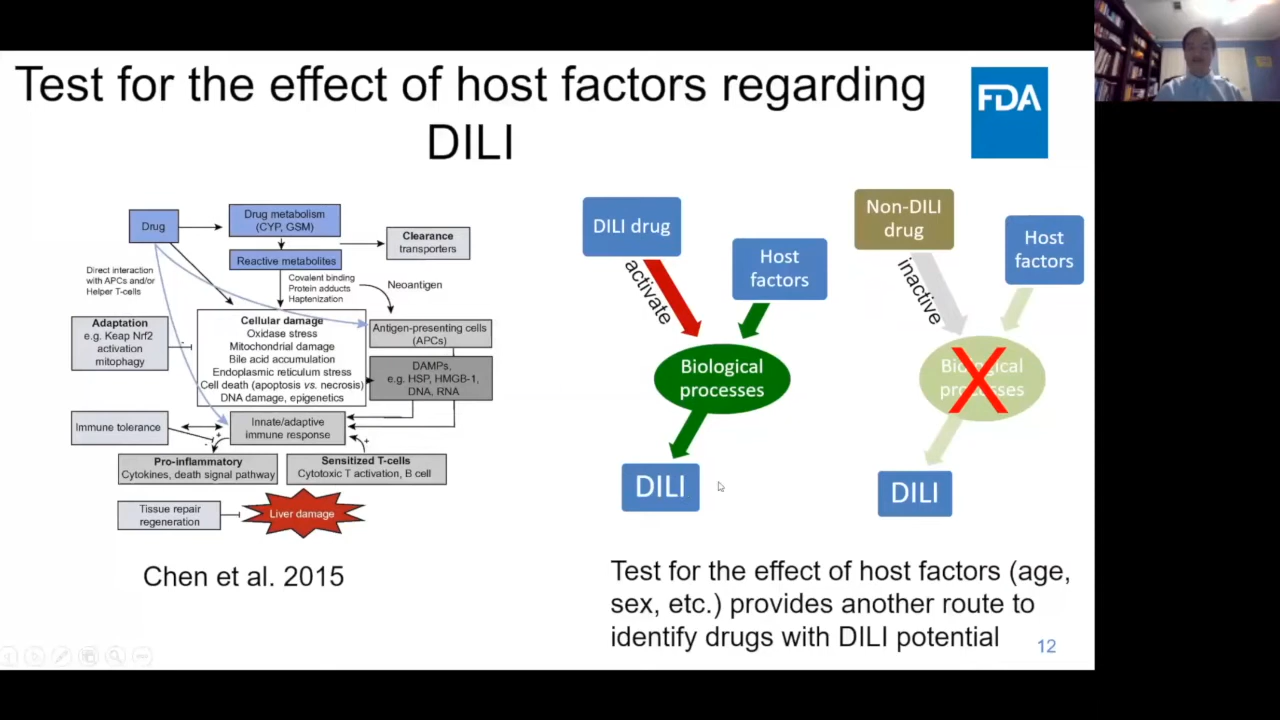 Test for the effect of host factors regarding
DILI
FDA
Drug
Drug metabolism
(CYP, GSM)
Reactive metabolites
Clearance
transporters
Direct interaction
with APCs and/or
Helper T-cells
Covalent binding
Protein adducts
Haptenization
Neoantigen
Adaptation
e.g. Keap Nrf2
activation
mitophagy
Cellular damage
Oxidase stress
Mitochondrial damage
Bile acid accumulation
Endoplasmic reticulum stress
Cell death (apoptosis vs. necrosis)
DNA damage, epigenetics
Antigen-presenting cells
(APCs)
DAMPs,
e.g. HSP, HMGB-1,
DNA, RNA
Immune tolerance
Innate/adaptive
immune response
+
-
+
Pro-inflammatory
Cytokines, death signal pathway
Sensitized T-cells
Cytotoxic T activation, B cell
Tissue repair
regeneration
Liver damage
Chen et al. 2015
DILI drug
activate
Host
factors
Biological
processes
DILI
Non-DILI
drug
inactive
Host
factors
Biological
processes
X
DILI
Test for the effect of host factors (age,
sex, etc.) provides another route to
identify drugs with DILI potential
12